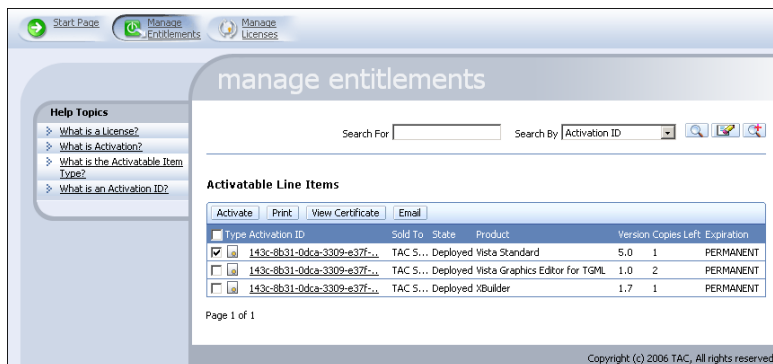 Start Page
Manage
Entitlements
Manage
Licenses
manage entitlements
Help Topics
What is a License?
What is Activation?
What is the Activatable Item
Type?
What is an Activation ID?
Search For
Search By Activation ID
Activatable Line Items
Activate Print View Certificate Email
Type Activation ID Sold To State Product Version Copies Left Expiration
143c-8b31-0dca-3309-e37f-... TAC S... Deployed Vista Standard 5.0 1 PERMANENT
143c-8b31-0dca-3309-e37f-... TAC S... Deployed Vista Graphics Editor for TGML 1.0 2 PERMANENT
143c-8b31-0dca-3309-e37f-... TAC S... Deployed XBuilder 1.7 1 PERMANENT
Page 1 of 1
Copyright (c) 2006 TAC, All rights reserved